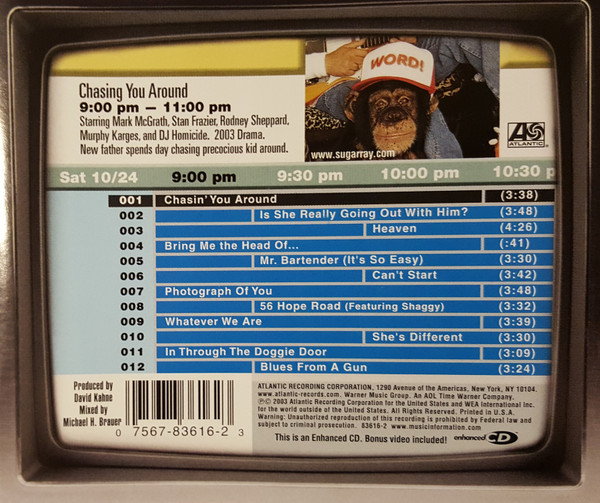 WORD!
Chasing You Around
9:00 pm — 11:00 pm
Starring Mark McGrath, Stan Frazier, Rodney Sheppard,
Murphy Karges, and DJ Homicide. 2003 Drama.
New father spends day chasing precocious kid around.
www.sugarray.com
ATLANTIC
Sat 10/24 9:00 pm 9:30 pm 10:00 pm 10:30 p
001 Chasin' You Around (3:38)
002 Is She Really Going Out With Him? (3:48)
003 Heaven (4:26)
004 Bring Me the Head Of... (:41)
005 Mr. Bartender (It's So Easy) (3:30)
006 Can't Start (3:42)
007 Photograph Of You (3:48)
008 56 Hope Road (Featuring Shaggy) (3:32)
009 Whatever We Are (3:39)
010 She's Different (3:30)
011 In Through The Doggie Door (3:09)
012 Blues From A Gun (3:24)
Produced by
David Kahne
Mixed by
Michael H. Brauer
0 7567-83616-2 3
ATLANTIC RECORDING CORPORATION, 1290 Avenue of the Americas, New York, NY 10104.
www.atlantic-records.com. Warner Music Group. An AOL Time Warner Company.
℗© 2003 Atlantic Recording Corporation for the United States and WEA International Inc.
for the world outside of the United States. All Rights Reserved. Printed in U.S.A.
Warning: Unauthorized reproduction of this recording is prohibited by Federal law and
subject to criminal prosecution. 83616-2 www.musicinformation.com
This is an Enhanced CD. Bonus video included! enhanced CD